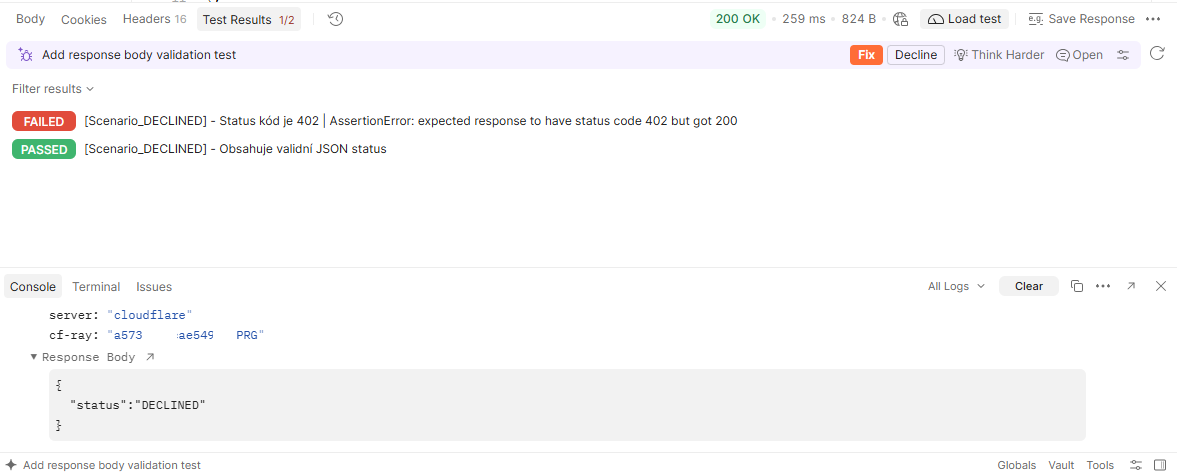 Body Cookies Headers 16 Test Results 1/2 200 OK 259 ms 824 B Load test e.g. Save Response
Add response body validation test Fix Decline Think Harder Open
Filter results
FAILED [Scenario_DECLINED] - Status kód je 402 | AssertionError: expected response to have status code 402 but got 200
PASSED [Scenario_DECLINED] - Obsahuje validní JSON status
Console Terminal Issues All Logs Clear
server: "cloudflare"
cf-ray: "a573 ae549 PRG"
Response Body
{
"status":"DECLINED"
}
Add response body validation test Globals Vault Tools